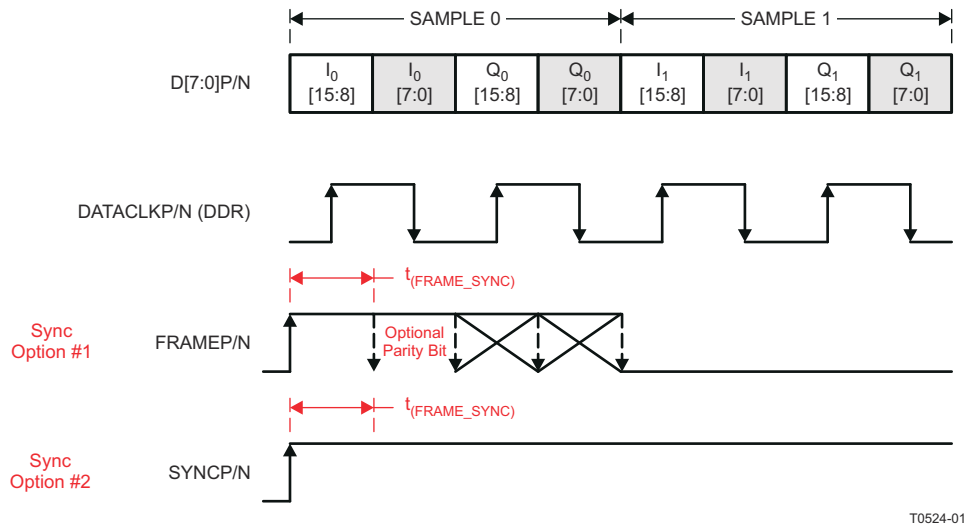 SAMPLE 0
SAMPLE 1
D[7:0]P/N
I0 [15:8]
I0 [7:0]
Q0 [15:8]
Q0 [7:0]
I1 [15:8]
I1 [7:0]
Q1 [15:8]
Q1 [7:0]
DATACLKP/N (DDR)
t(FRAME_SYNC)
Sync
Option #1
FRAMEP/N
Optional
Parity Bit
t(FRAME_SYNC)
Sync
Option #2
SYNCP/N
T0524-01